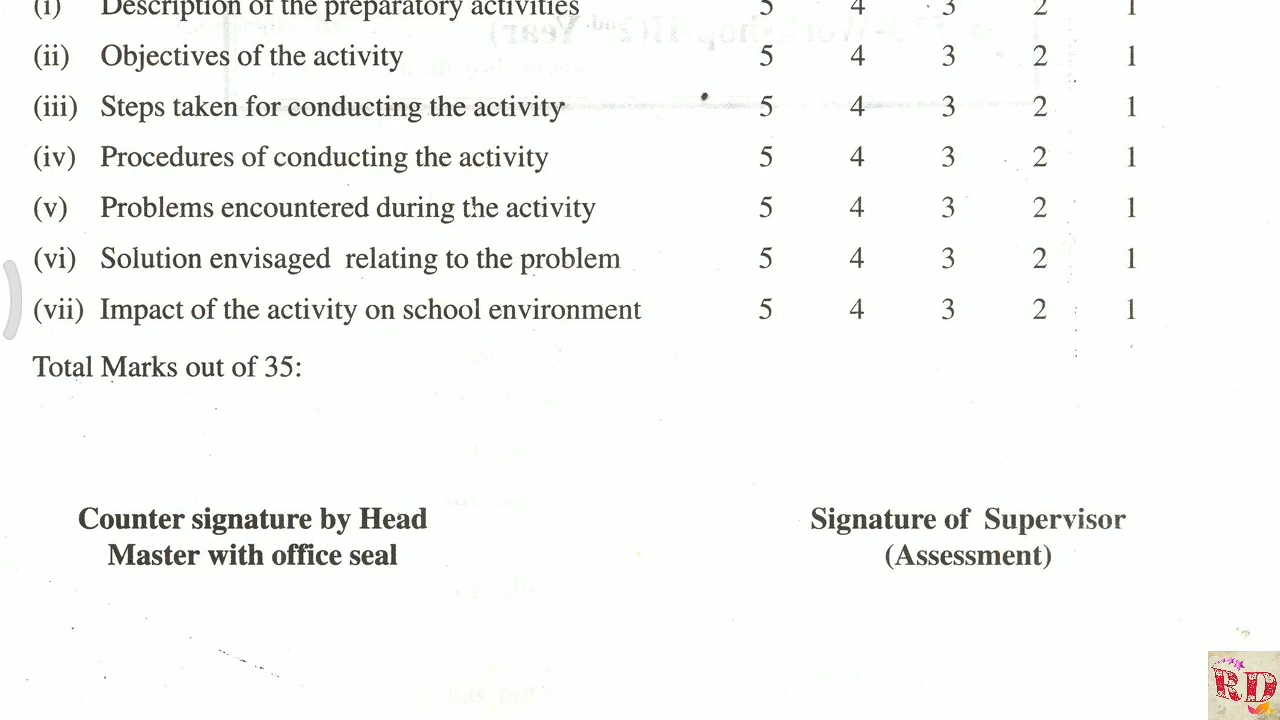 (i) Description of the preparatory activities 5 4 3 2 1
(ii) Objectives of the activity 5 4 3 2 1
(iii) Steps taken for conducting the activity 5 4 3 2 1
(iv) Procedures of conducting the activity 5 4 3 2 1
(v) Problems encountered during the activity 5 4 3 2 1
(vi) Solution envisaged relating to the problem 5 4 3 2 1
(vii) Impact of the activity on school environment 5 4 3 2 1
Total Marks out of 35:
Counter signature by Head
Master with office seal
Signature of Supervisor
(Assessment)
RD